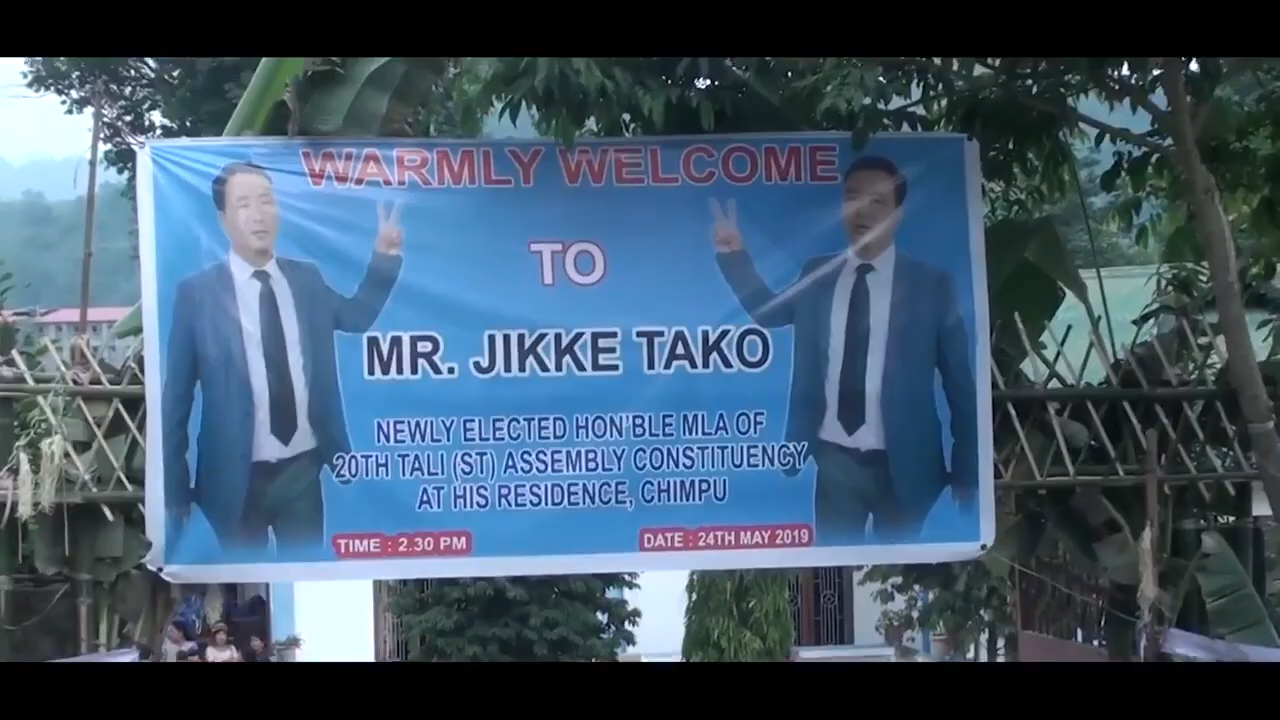 WARMLY WELCOME
TO
MR. JIKKE TAKO
NEWLY ELECTED HON'BLE MLA OF
20TH TALI (ST) ASSEMBLY CONSTITUENCY
AT HIS RESIDENCE, CHIMPU
TIME : 2.30 PM
DATE : 24TH MAY 2019